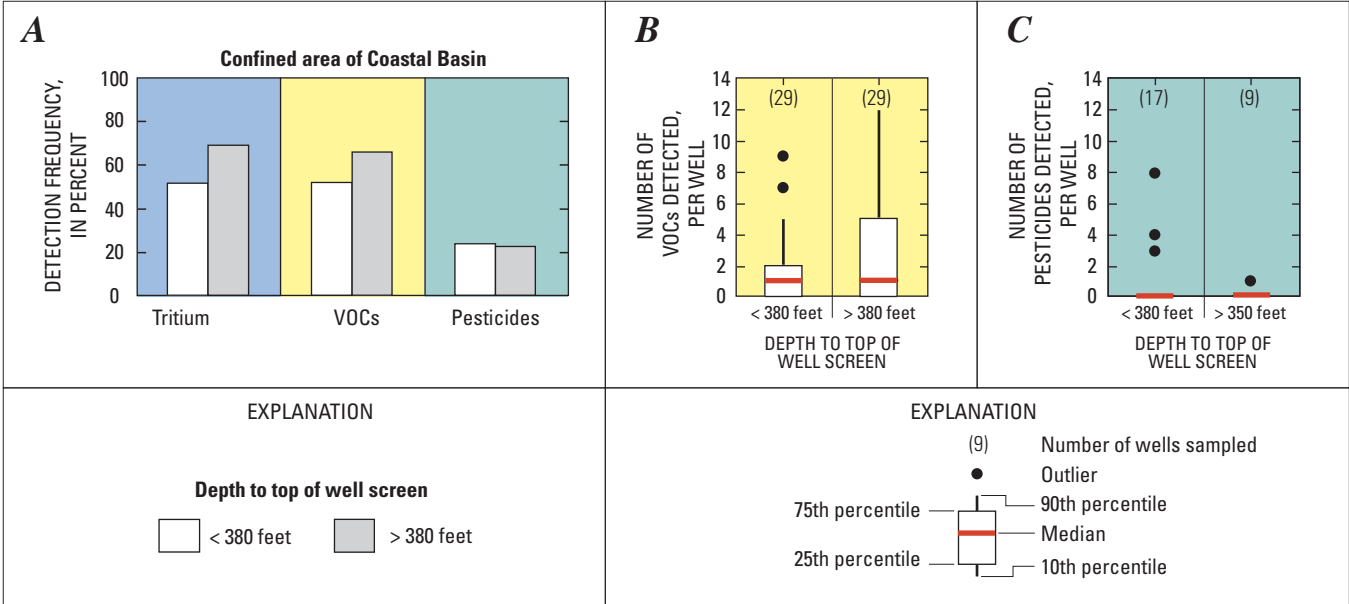 A
Confined area of Coastal Basin
DETECTION FREQUENCY,
IN PERCENT
100
80
60
40
20
0
Tritium
VOCs
Pesticides
B
NUMBER OF
VOCs DETECTED,
PER WELL
14
12
10
8
6
4
2
0
(29)
(29)
< 380 feet
> 380 feet
DEPTH TO TOP OF
WELL SCREEN
C
NUMBER OF
PESTICIDES DETECTED,
PER WELL
14
12
10
8
6
4
2
0
(17)
(9)
< 380 feet
> 350 feet
DEPTH TO TOP OF
WELL SCREEN
EXPLANATION
Depth to top of well screen
< 380 feet
> 380 feet
EXPLANATION
(9) Number of wells sampled
Outlier
75th percentile
90th percentile
Median
25th percentile
10th percentile